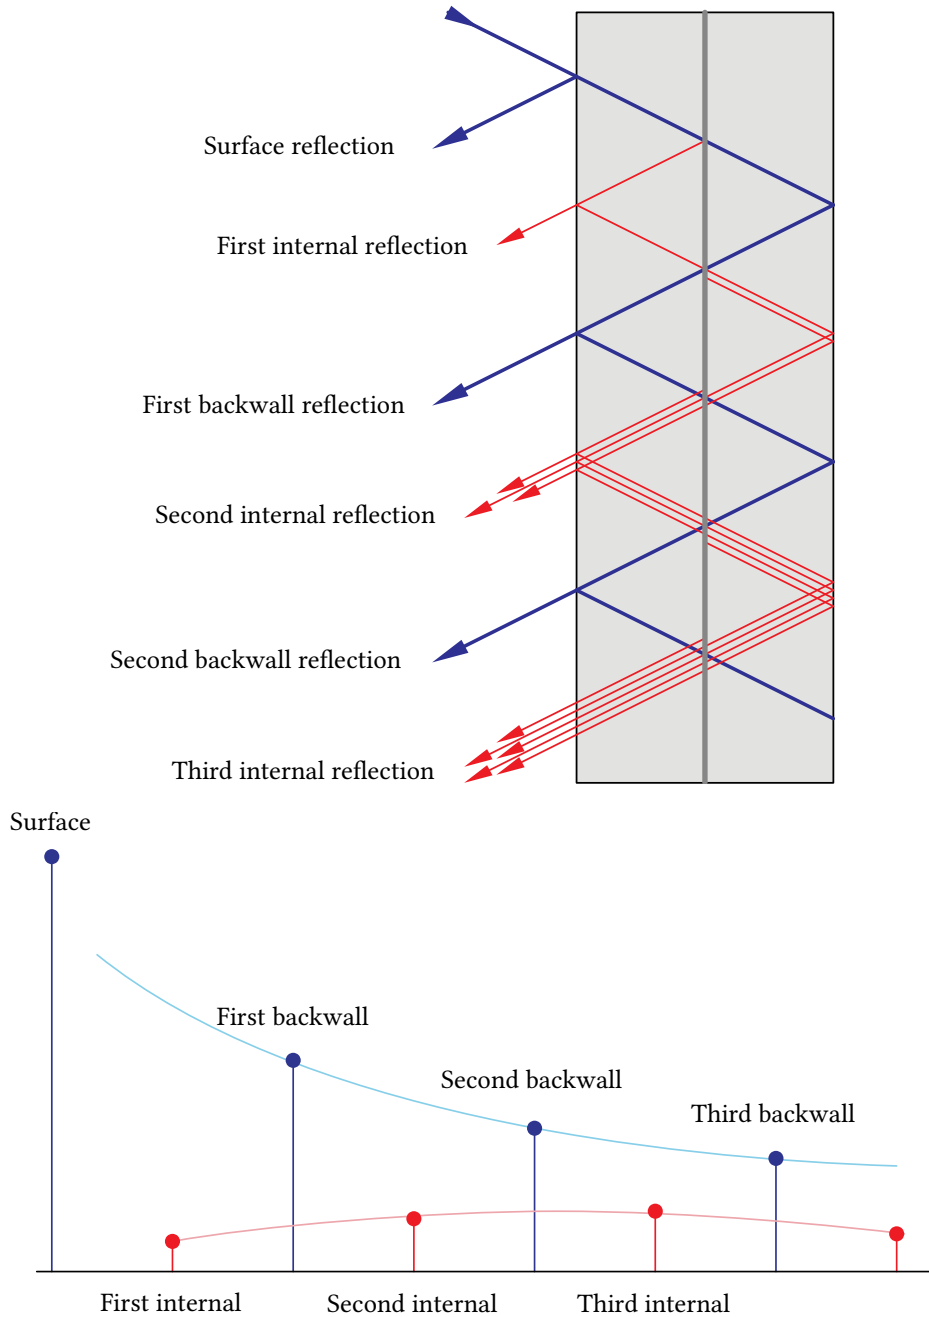 Surface reflection
First internal reflection
First backwall reflection
Second internal reflection
Second backwall reflection
Third internal reflection
Surface
First backwall
Second backwall
Third backwall
First internal
Second internal
Third internal